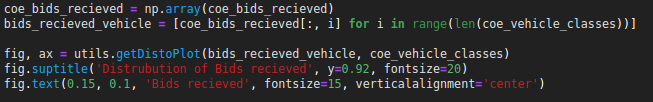 coe_bids_recieved = np.array(coe_bids_recieved)
bids_recieved_vehicle = [coe_bids_recieved[:, i] for i in range(len(coe_vehicle_classes))]
fig, ax = utils.getDistoPlot(bids_recieved_vehicle, coe_vehicle_classes)
fig.suptitle('Distrubution of Bids recieved', y=0.92, fontsize=20)
fig.text(0.15, 0.1, 'Bids recieved', fontsize=15, verticalalignment='center')